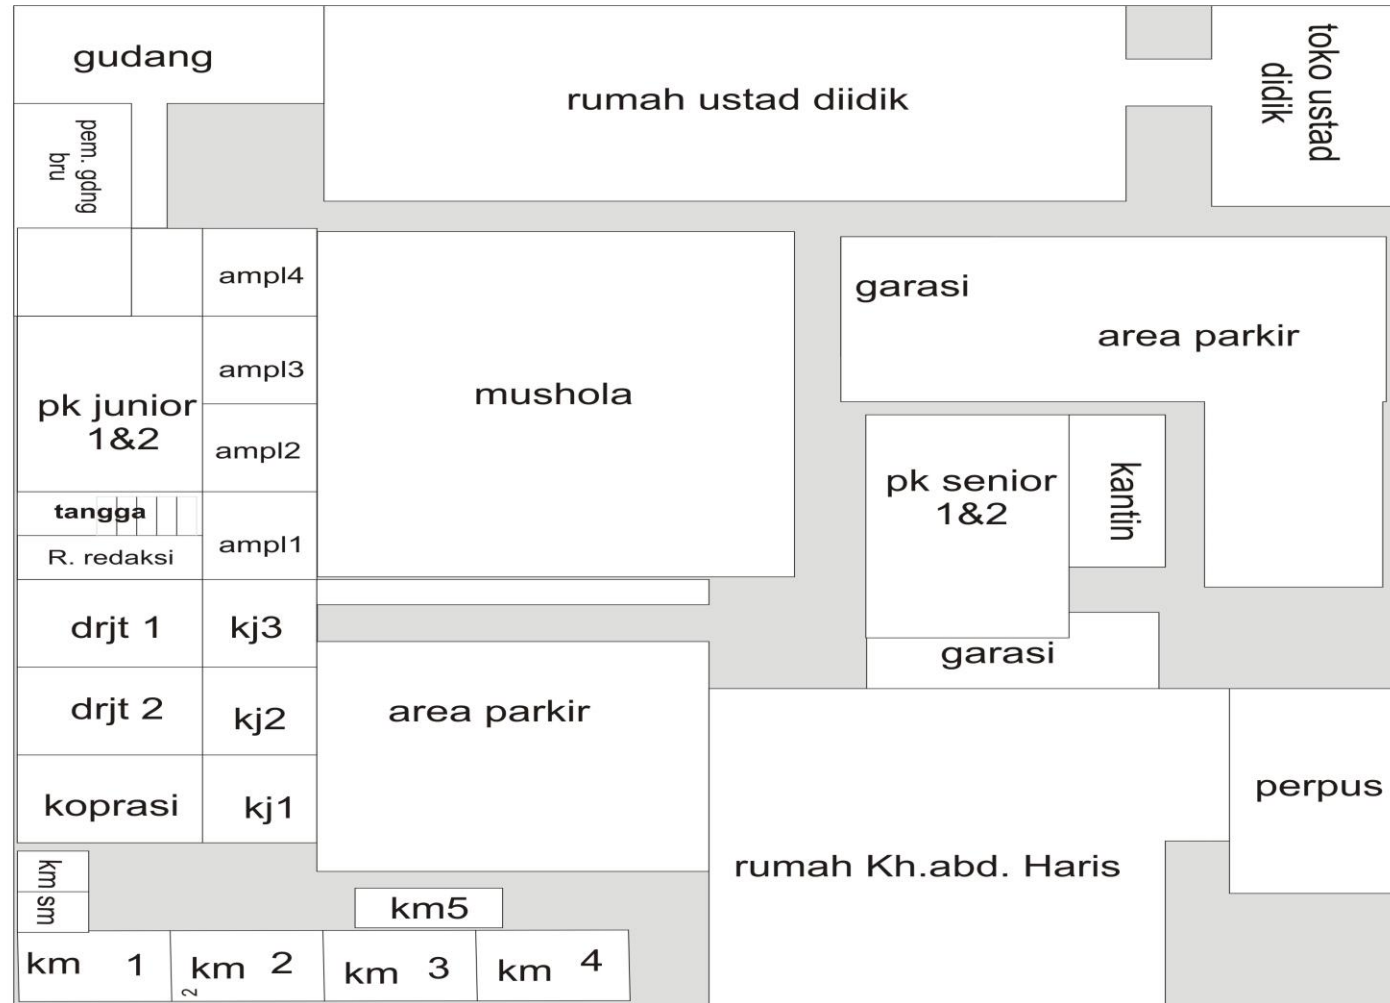 gudang
rumah ustad diidik
toko ustad
didik
pem. gdng
bru
ampl4
garasi
area parkir
ampl3
mushola
pk junior
1&2
ampl2
pk senior
1&2
kantin
tangga
R. redaksi
ampl1
drjt 1
kj3
garasi
drjt 2
kj2
area parkir
koprasi
kj1
perpus
rumah Kh.abd. Haris
km
sm
km5
km 1
km 2
2
km 3
km 4